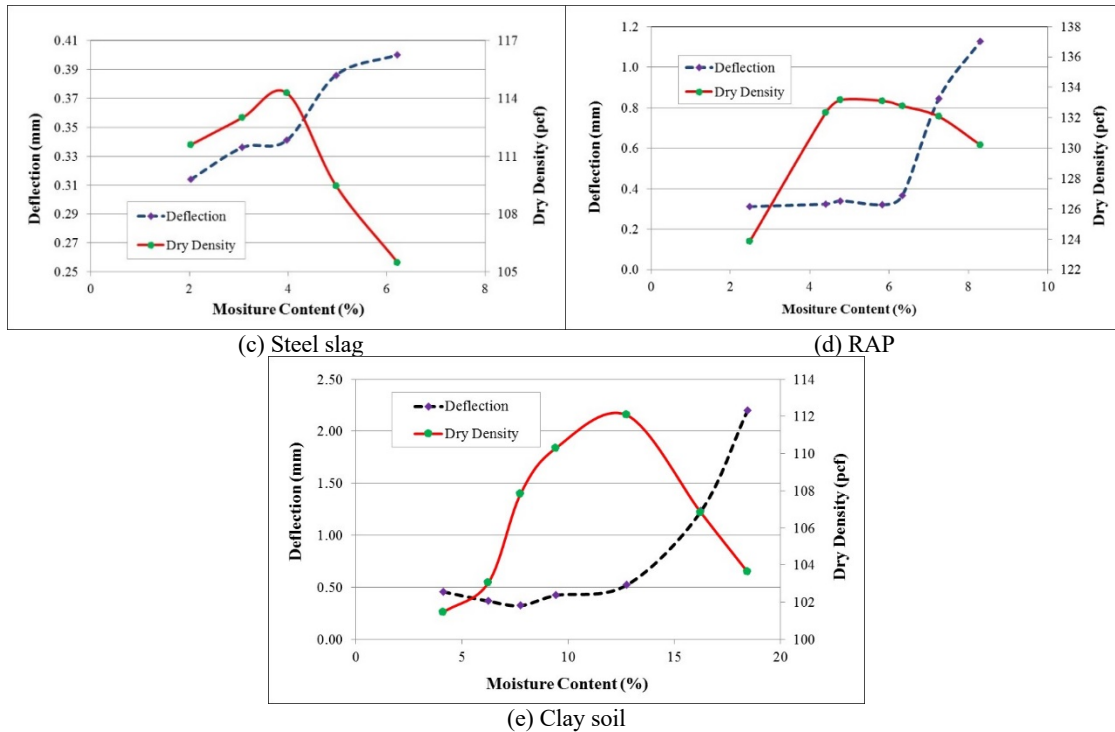 0.41
0.39
0.37
0.35
0.33
0.31
0.29
0.27
0.25
Deflection (mm)
117
114
111
108
105
Dry Density (pcf)
Deflection
Dry Density
0 2 4 6 8
Mositure Content (%)
(c) Steel slag
1.2
1.0
0.8
0.6
0.4
0.2
0.0
Deflection (mm)
138
136
134
132
130
128
126
124
122
Dry Density (pcf)
Deflection
Dry Density
0 2 4 6 8 10
Mositure Content (%)
(d) RAP
2.50
2.00
1.50
1.00
0.50
0.00
Deflection (mm)
114
112
110
108
106
104
102
100
Dry Density (pcf)
Deflection
Dry Density
0 5 10 15 20
Moisture Content (%)
(e) Clay soil